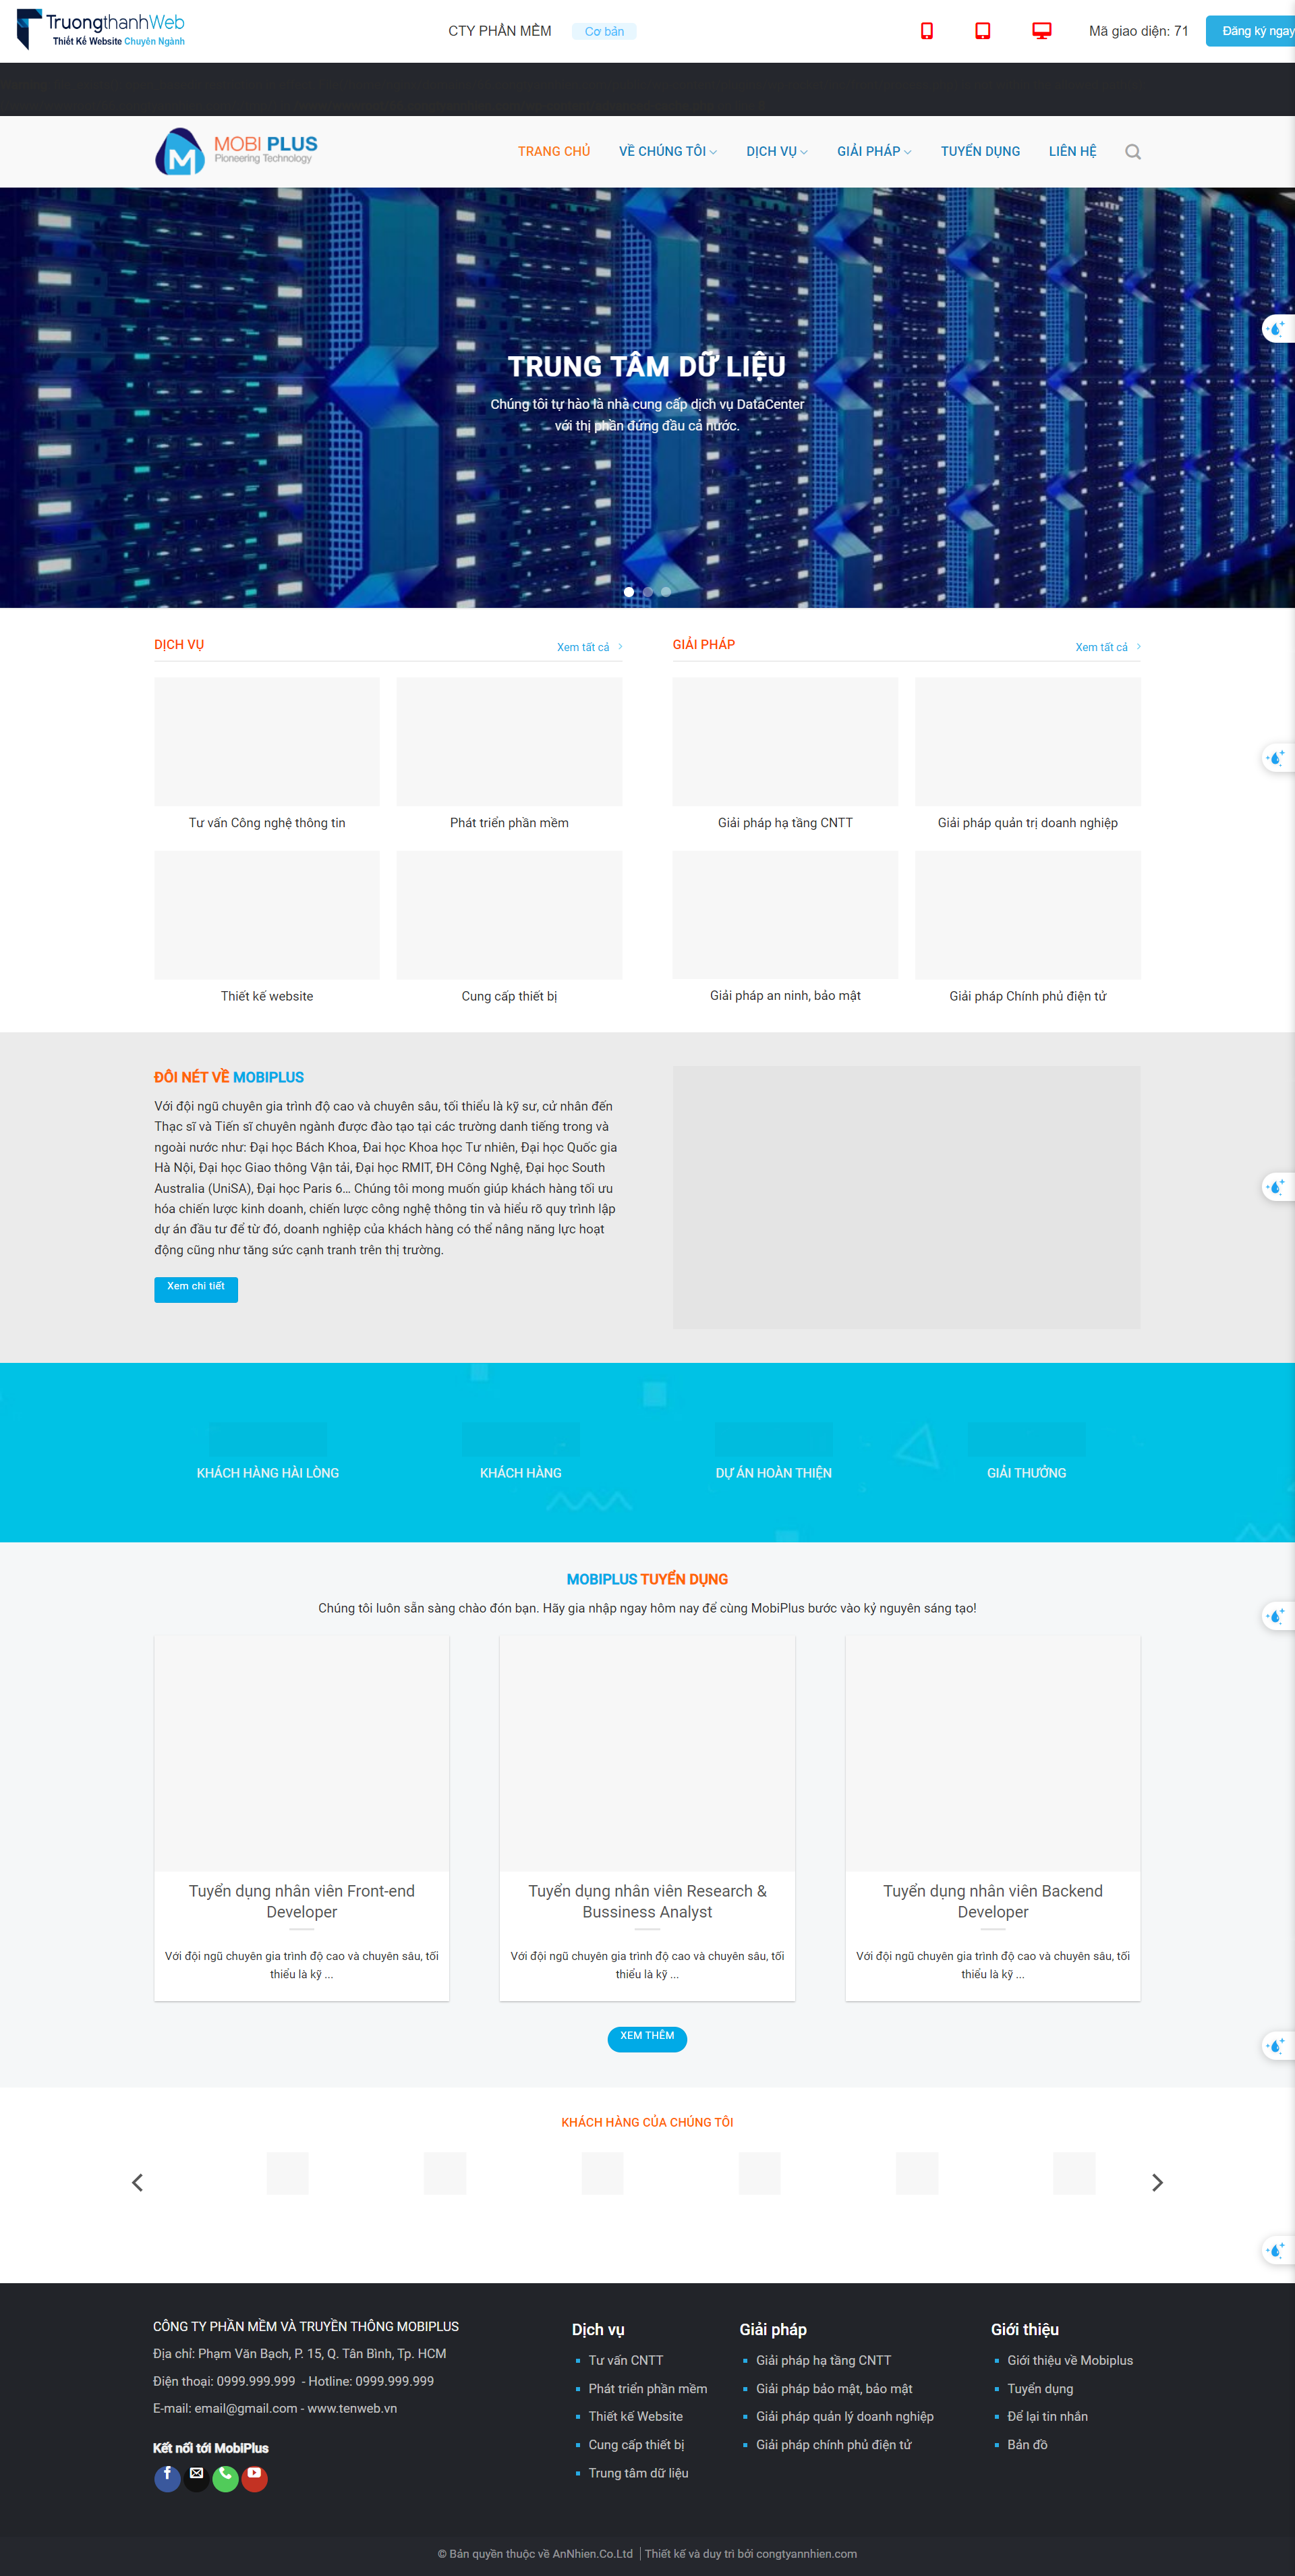 TruongthanhWeb
Thiết Kế Website Chuyên Ngành
CTY PHẦN MỀM
Cơ bản
Mã giao diện: 71
Đăng ký ngay
MOBI PLUS
Pioneering Technology
TRANG CHỦ
VỀ CHÚNG TÔI
DỊCH VỤ
GIẢI PHÁP
TUYỂN DỤNG
LIÊN HỆ
TRUNG TÂM DỮ LIỆU
Chúng tôi tự hào là nhà cung cấp dịch vụ DataCenter
với thị phần đứng đầu cả nước.
DỊCH VỤ
Xem tất cả
Tư vấn Công nghệ thông tin
Phát triển phần mềm
Thiết kế website
Cung cấp thiết bị
GIẢI PHÁP
Xem tất cả
Giải pháp hạ tầng CNTT
Giải pháp quản trị doanh nghiệp
Giải pháp an ninh, bảo mật
Giải pháp Chính phủ điện tử
ĐÔI NÉT VỀ MOBIPLUS
Với đội ngũ chuyên gia trình độ cao và chuyên sâu, tối thiểu là kỹ sư, cử nhân đến
Thạc sĩ và Tiến sĩ chuyên ngành được đào tạo tại các trường danh tiếng trong và
ngoài nước như: Đại học Bách Khoa, Đai học Khoa học Tư nhiên, Đại học Quốc gia
Hà Nội, Đại học Giao thông Vận tải, Đại học RMIT, ĐH Công Nghệ, Đại học South
Australia (UniSA), Đại học Paris 6… Chúng tôi mong muốn giúp khách hàng tối ưu
hóa chiến lược kinh doanh, chiến lược công nghệ thông tin và hiểu rõ quy trình lập
dự án đầu tư để từ đó, doanh nghiệp của khách hàng có thể nâng năng lực hoạt
động cũng như tăng sức cạnh tranh trên thị trường.
Xem chi tiết
KHÁCH HÀNG HÀI LÒNG
KHÁCH HÀNG
DỰ ÁN HOÀN THIỆN
GIẢI THƯỞNG
MOBIPLUS TUYỂN DỤNG
Chúng tôi luôn sẵn sàng chào đón bạn. Hãy gia nhập ngay hôm nay để cùng MobiPlus bước vào kỷ nguyên sáng tạo!
Tuyển dụng nhân viên Front-end
Developer
Với đội ngũ chuyên gia trình độ cao và chuyên sâu, tối
thiểu là kỹ ...
Tuyển dụng nhân viên Research &
Bussiness Analyst
Với đội ngũ chuyên gia trình độ cao và chuyên sâu, tối
thiểu là kỹ ...
Tuyển dụng nhân viên Backend
Developer
Với đội ngũ chuyên gia trình độ cao và chuyên sâu, tối
thiểu là kỹ ...
XEM THÊM
KHÁCH HÀNG CỦA CHÚNG TÔI
CÔNG TY PHẦN MỀM VÀ TRUYỀN THÔNG MOBIPLUS
Địa chỉ: Phạm Văn Bạch, P. 15, Q. Tân Bình, Tp. HCM
Điện thoại: 0999.999.999 - Hotline: 0999.999.999
E-mail: email@gmail.com - www.tenweb.vn
Kết nối tới MobiPlus
Dịch vụ
Tư vấn CNTT
Phát triển phần mềm
Thiết kế Website
Cung cấp thiết bị
Trung tâm dữ liệu
Giải pháp
Giải pháp hạ tầng CNTT
Giải pháp bảo mật, bảo mật
Giải pháp quản lý doanh nghiệp
Giải pháp chính phủ điện tử
Giới thiệu
Giới thiệu về Mobiplus
Tuyển dụng
Để lại tin nhắn
Bản đồ
© Bản quyền thuộc về AnNhien.Co.Ltd | Thiết kế và duy trì bởi congtyannhien.com